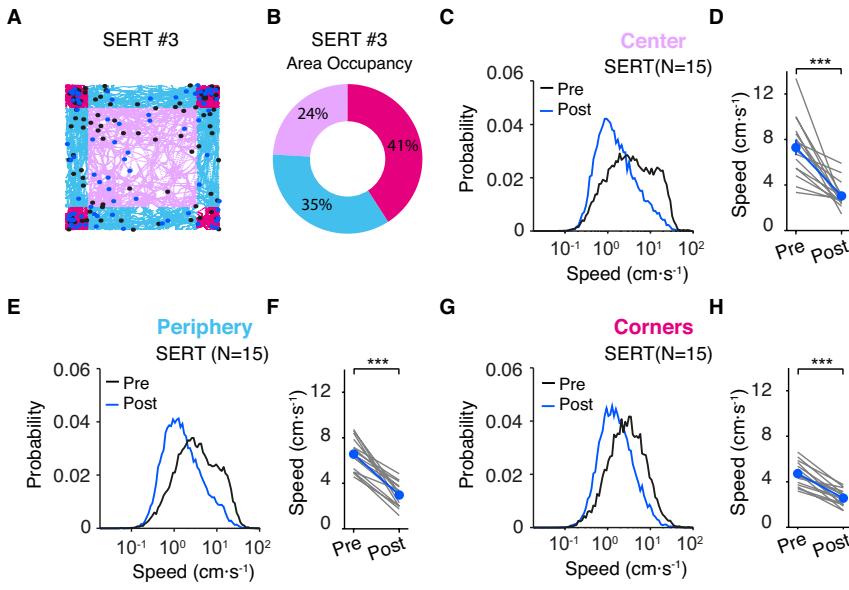 A
SERT #3
B
SERT #3
Area Occupancy
24%
41%
35%
C
Center
SERT(N=15)
Pre
Post
Probability
0.06
0.04
0.02
0
10-1
100
101
102
Speed (cm·s-1)
D
***
Speed (cm·s-1)
12
8
4
0
Pre
Post
E
Periphery
SERT (N=15)
Pre
Post
Probability
0.06
0.04
0.02
0
10-1
100
101
102
Speed (cm·s-1)
F
***
Speed (cm·s-1)
12
8
4
0
Pre
Post
G
Corners
SERT(N=15)
Pre
Post
Probability
0.06
0.04
0.02
0
10-1
100
101
102
Speed (cm·s-1)
H
***
Speed (cm·s-1)
12
8
4
0
Pre
Post